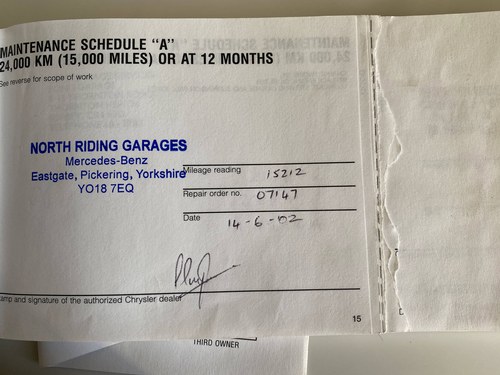 MAINTENANCE SCHEDULE "A"
24,000 KM (15,000 MILES) OR AT 12 MONTHS
See reverse for scope of work
NORTH RIDING GARAGES
Mercedes-Benz
Eastgate, Pickering, Yorkshire
YO18 7EQ
Mileage reading 15212
Repair order no. 07147
Date 14-6-02
amp and signature of the authorized Chrysler dealer
15
THIRD OWNER